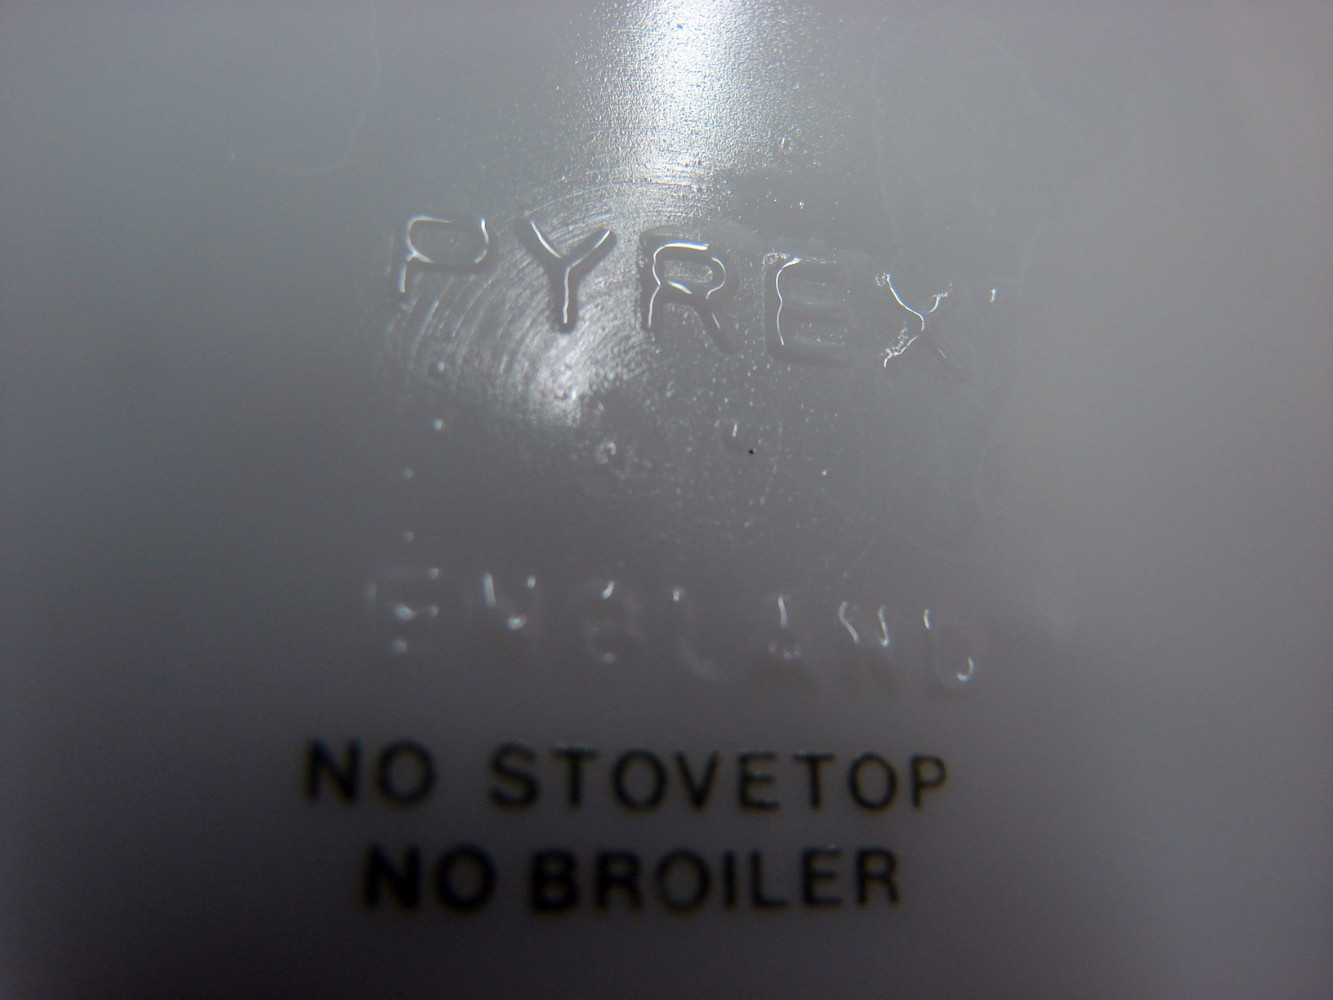 PYREX
ENGLAND
NO STOVETOP
NO BROILER